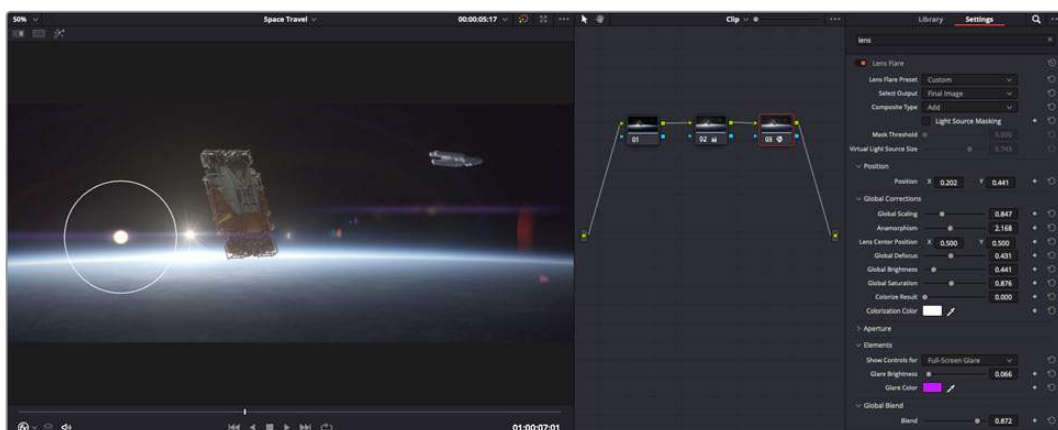 50% Space Travel 00:00:05:17 Clip Library Settings
lens
Lens Flare
Lens Flare Preset Custom
Select Output Final Image
Composite Type Add
Light Source Masking
Mask Threshold 0.900
Virtual Light Source Size 0.743
Position
Position X 0.202 Y 0.441
Global Corrections
Global Scaling 0.847
Anamorphism 2.168
Lens Center Position X 0.500 Y 0.500
Global Defocus 0.431
Global Brightness 0.441
Global Saturation 0.876
Colorize Result 0.000
Colorization Color
Aperture
Elements
Show Controls for Full-Screen Glare
Glare Brightness 0.066
Glare Color
Global Blend
Blend 0.872
01 02 03
01:00:07:01